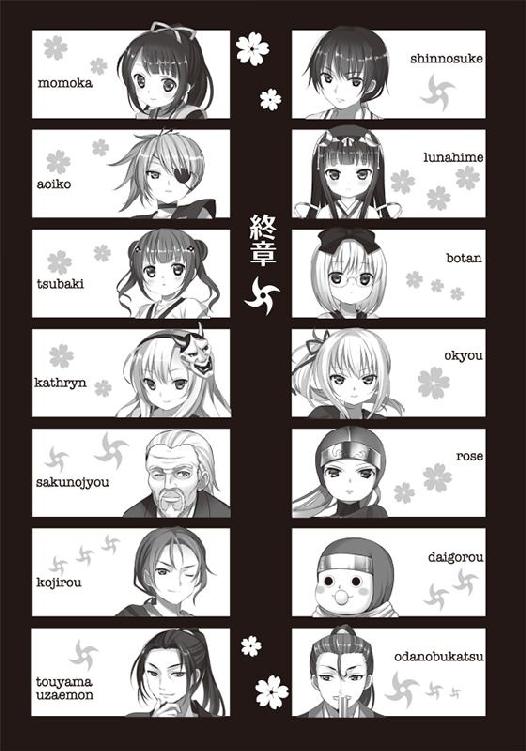 momoka
shinnosuke
aoiko
lunahime
終章
tsubaki
botan
kathryn
okyou
sakunojyou
rose
kojirou
daigorou
touyama
uzaemon
odanobukatsu